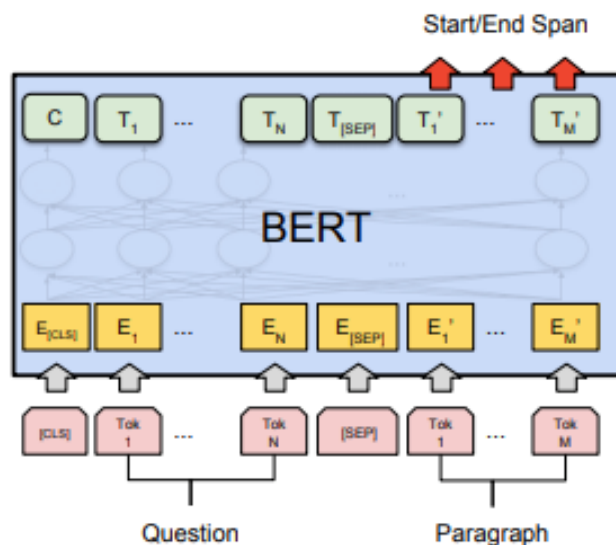 Start/End Span
C T1 ... TN T[SEP] T1' ... TM'
...
BERT
...
E[CLS] E1 ... EN E[SEP] E1' ... EM'
[CLS] Tok 1 ... Tok N [SEP] Tok 1 ... Tok M
Question Paragraph